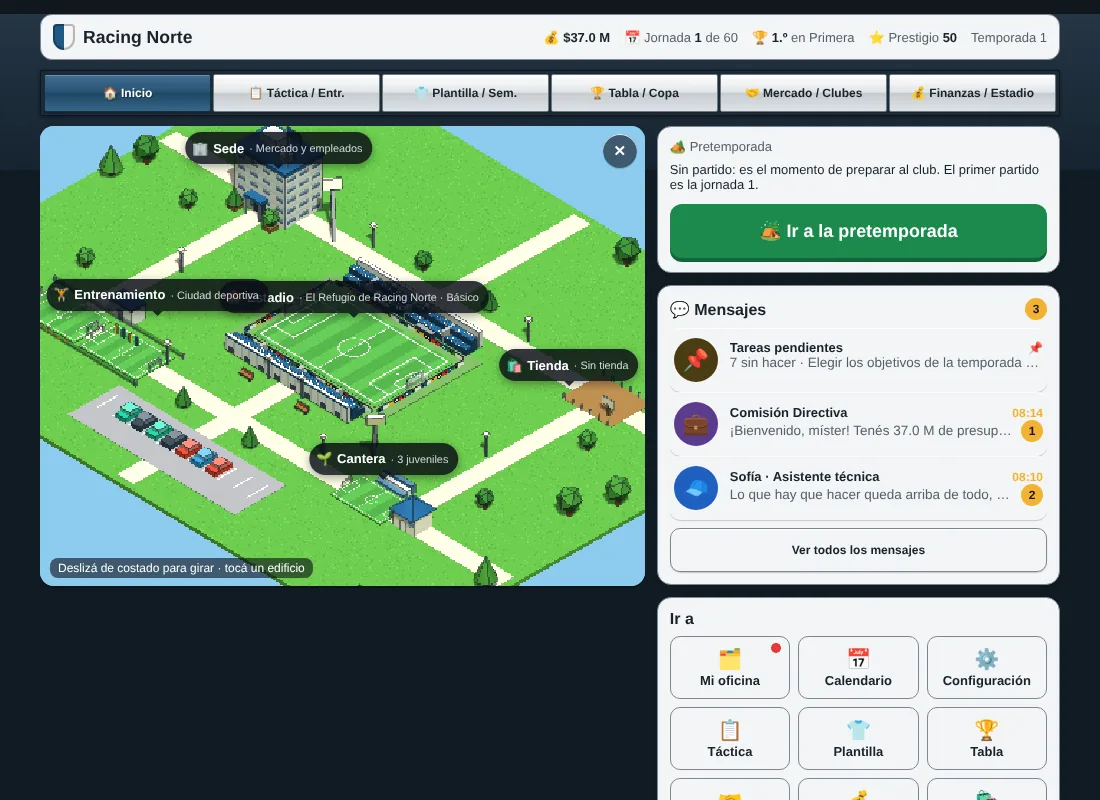 Racing Norte
$37.0 M
Jornada 1 de 60
1.º en Primera
Prestigio 50
Temporada 1
Inicio
Táctica / Entr.
Plantilla / Sem.
Tabla / Copa
Mercado / Clubes
Finanzas / Estadio
Sede · Mercado y empleados
✕
Entrenamiento · Ciudad deportiva
adio · El Refugio de Racing Norte · Básico
Tienda · Sin tienda
Cantera · 3 juveniles
Deslizá de costado para girar · tocá un edificio
Pretemporada
Sin partido: es el momento de preparar al club. El primer partido
es la jornada 1.
Ir a la pretemporada
Mensajes
3
Tareas pendientes
7 sin hacer · Elegir los objetivos de la temporada …
Comisión Directiva
08:14
¡Bienvenido, míster! Tenés 37.0 M de presup…
1
Sofía · Asistente técnica
08:10
Lo que hay que hacer queda arriba de todo, …
2
Ver todos los mensajes
Ir a
Mi oficina
Calendario
Configuración
Táctica
Plantilla
Tabla